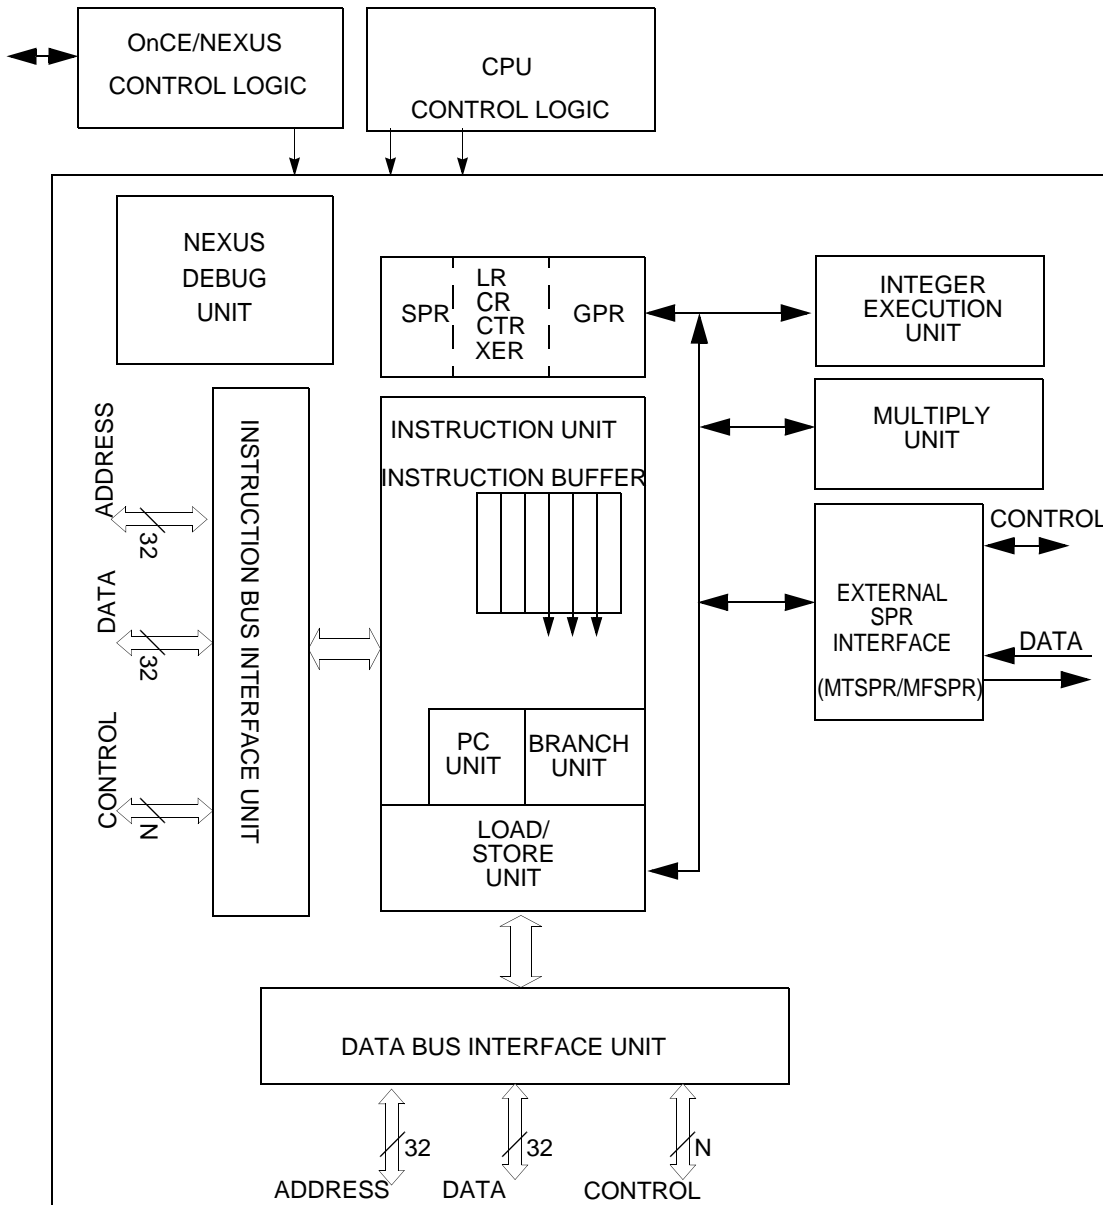 OnCE/NEXUS
CONTROL LOGIC
CPU
CONTROL LOGIC
NEXUS
DEBUG
UNIT
SPR
LR
CR
CTR
XER
GPR
INTEGER
EXECUTION
UNIT
MULTIPLY
UNIT
INSTRUCTION UNIT
INSTRUCTION BUFFER
ADDRESS
32
DATA
32
CONTROL
N
INSTRUCTION BUS INTERFACE UNIT
CONTROL
EXTERNAL
SPR
INTERFACE
(MTSPR/MFSPR)
DATA
PC
UNIT
BRANCH
UNIT
LOAD/
STORE
UNIT
DATA BUS INTERFACE UNIT
32
32
N
ADDRESS
DATA
CONTROL